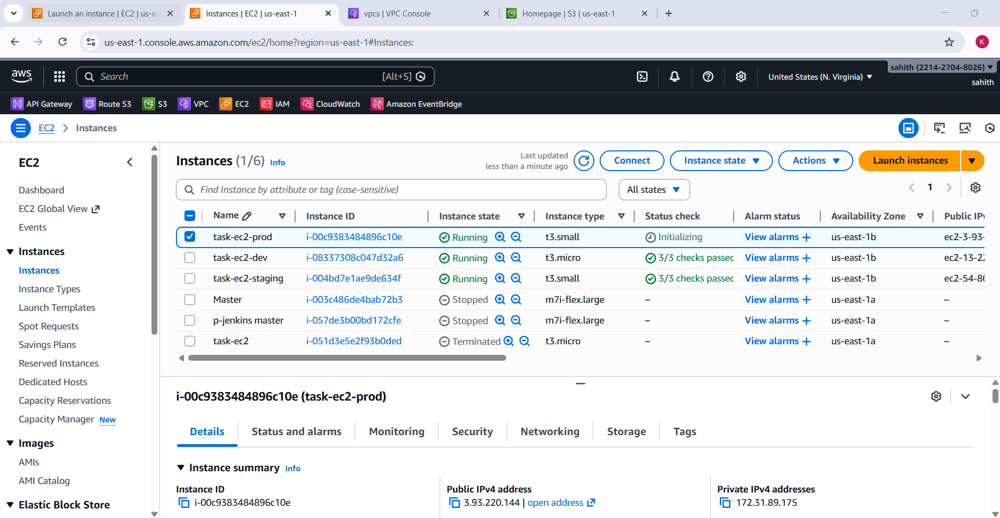 Launch an instance | EC2 | us-ea
Instances | EC2 | us-east-1
vpcs | VPC Console
Homepage | S3 | us-east-1
us-east-1.console.aws.amazon.com/ec2/home?region=us-east-1#Instances:
K
aws
Search
[Alt+S]
United States (N. Virginia)
sahith (2214-2704-8026)
sahith
API Gateway
Route 53
S3
VPC
EC2
IAM
CloudWatch
Amazon EventBridge
EC2
Instances
EC2
Dashboard
EC2 Global View
Events
Instances
Instances
Instance Types
Launch Templates
Spot Requests
Savings Plans
Reserved Instances
Dedicated Hosts
Capacity Reservations
Capacity Manager New
Images
AMIs
AMI Catalog
Elastic Block Store
Instances (1/6) Info
Last updated
less than a minute ago
Connect
Instance state
Actions
Launch instances
Find Instance by attribute or tag (case-sensitive)
All states
1
Name Instance ID Instance state Instance type Status check Alarm status Availability Zone Public IPv
task-ec2-prod i-00c9383484896c10e Running t3.small Initializing View alarms + us-east-1b ec2-3-93-
task-ec2-dev i-08337308c047d32a6 Running t3.micro 3/3 checks passed View alarms + us-east-1b ec2-13-22
task-ec2-staging i-004bd7e1ae9de634f Running t3.small 3/3 checks passed View alarms + us-east-1b ec2-54-86
Master i-003c486de4bab72b3 Stopped m7i-flex.large – View alarms + us-east-1a –
p-jenkins master i-057de3b00bd172cfe Stopped m7i-flex.large – View alarms + us-east-1a –
task-ec2 i-051d3e5e2f93b0ded Terminated t3.micro – View alarms + us-east-1a –
i-00c9383484896c10e (task-ec2-prod)
Details
Status and alarms
Monitoring
Security
Networking
Storage
Tags
Instance summary Info
Instance ID
i-00c9383484896c10e
Public IPv4 address
3.93.220.144 | open address
Private IPv4 addresses
172.31.89.175